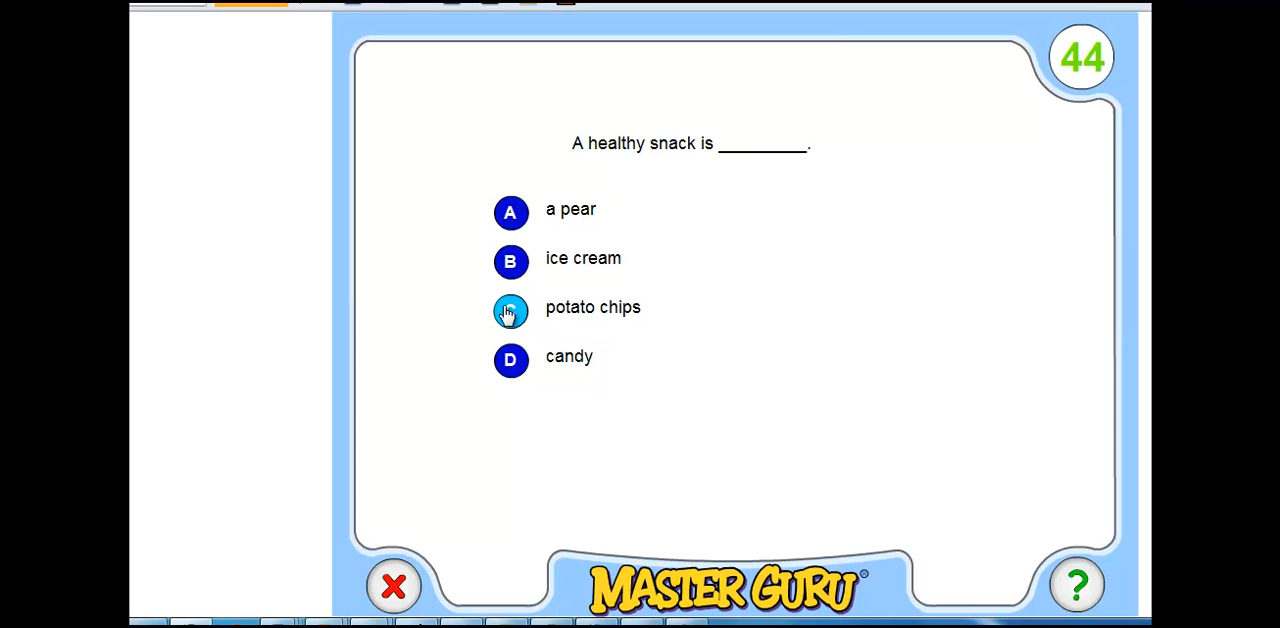 44
A healthy snack is _________.
A a pear
B ice cream
potato chips
D candy
MASTER GURU®
?